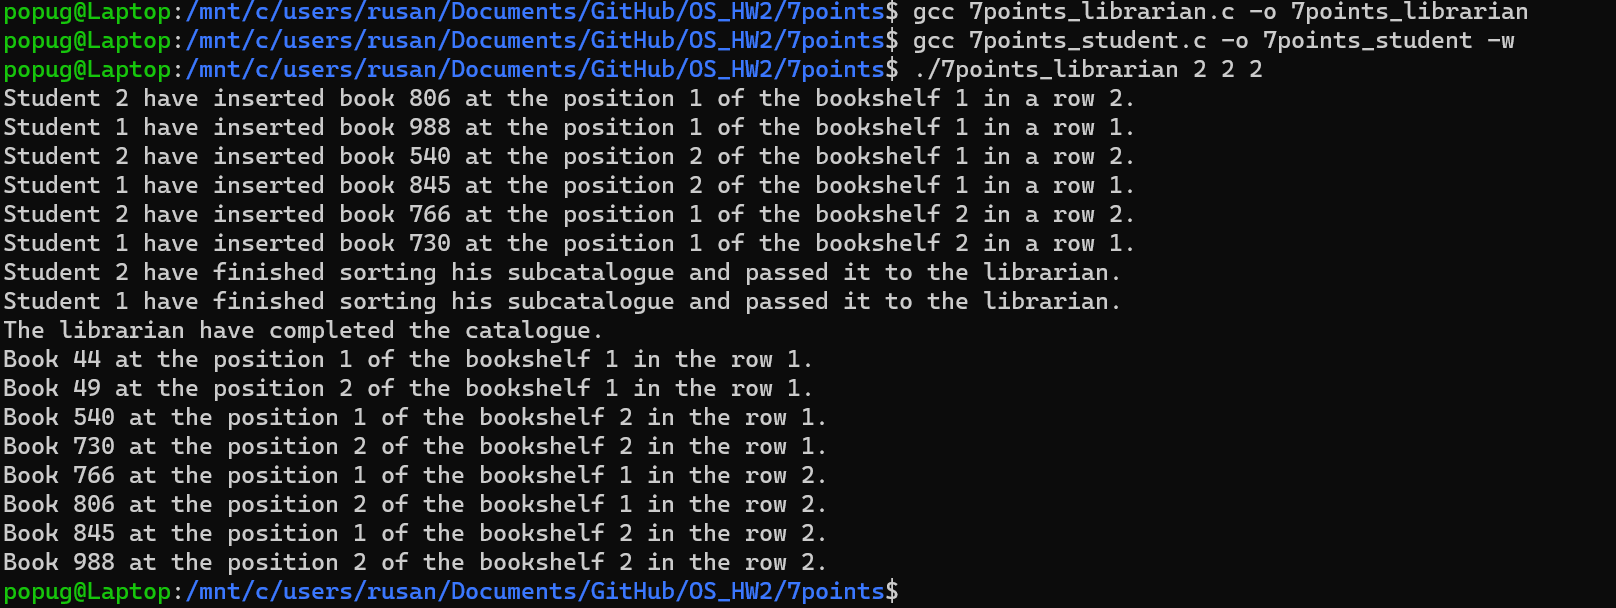 popug@Laptop:/mnt/c/users/rusan/Documents/GitHub/OS_HW2/7points$ gcc 7points_librarian.c -o 7points_librarian
popug@Laptop:/mnt/c/users/rusan/Documents/GitHub/OS_HW2/7points$ gcc 7points_student.c -o 7points_student -w
popug@Laptop:/mnt/c/users/rusan/Documents/GitHub/OS_HW2/7points$ ./7points_librarian 2 2 2
Student 2 have inserted book 806 at the position 1 of the bookshelf 1 in a row 2.
Student 1 have inserted book 988 at the position 1 of the bookshelf 1 in a row 1.
Student 2 have inserted book 540 at the position 2 of the bookshelf 1 in a row 2.
Student 1 have inserted book 845 at the position 2 of the bookshelf 1 in a row 1.
Student 2 have inserted book 766 at the position 1 of the bookshelf 2 in a row 2.
Student 1 have inserted book 730 at the position 1 of the bookshelf 2 in a row 1.
Student 2 have finished sorting his subcatalogue and passed it to the librarian.
Student 1 have finished sorting his subcatalogue and passed it to the librarian.
The librarian have completed the catalogue.
Book 44 at the position 1 of the bookshelf 1 in the row 1.
Book 49 at the position 2 of the bookshelf 1 in the row 1.
Book 540 at the position 1 of the bookshelf 2 in the row 1.
Book 730 at the position 2 of the bookshelf 2 in the row 1.
Book 766 at the position 1 of the bookshelf 1 in the row 2.
Book 806 at the position 2 of the bookshelf 1 in the row 2.
Book 845 at the position 1 of the bookshelf 2 in the row 2.
Book 988 at the position 2 of the bookshelf 2 in the row 2.
popug@Laptop:/mnt/c/users/rusan/Documents/GitHub/OS_HW2/7points$